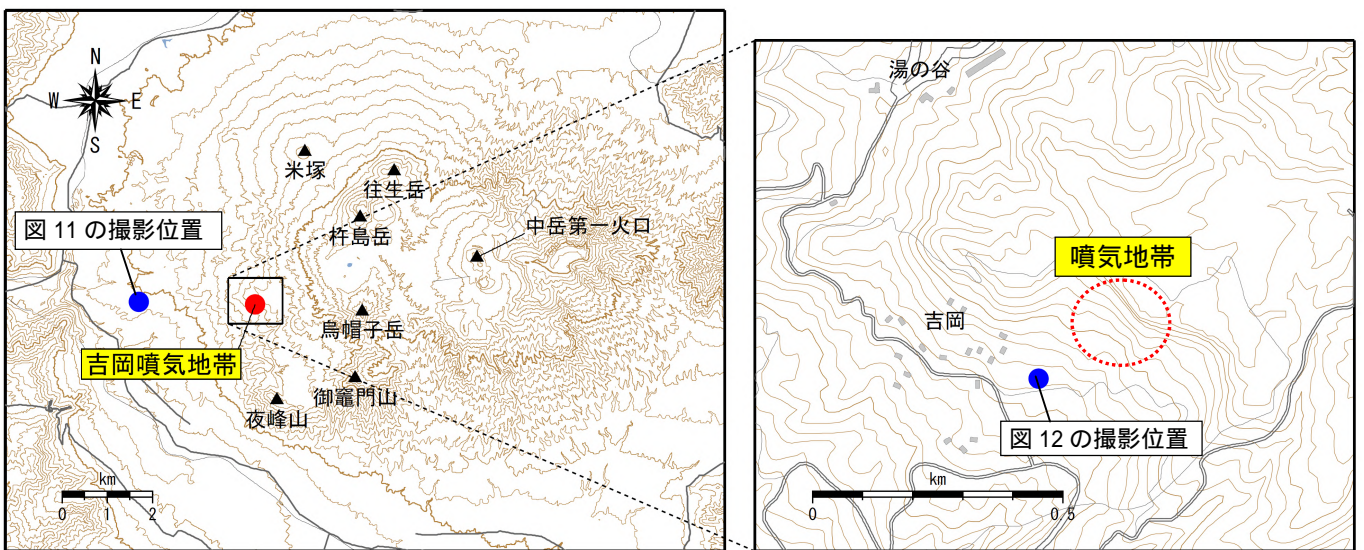 N
W E
S
米塚
往生岳
杵島岳
中岳第一火口
図 11 の撮影位置
烏帽子岳
吉岡噴気地帯
御竈門山
夜峰山
km
0 1 2
湯の谷
噴気地帯
吉岡
図 12 の撮影位置
km
0 0.5